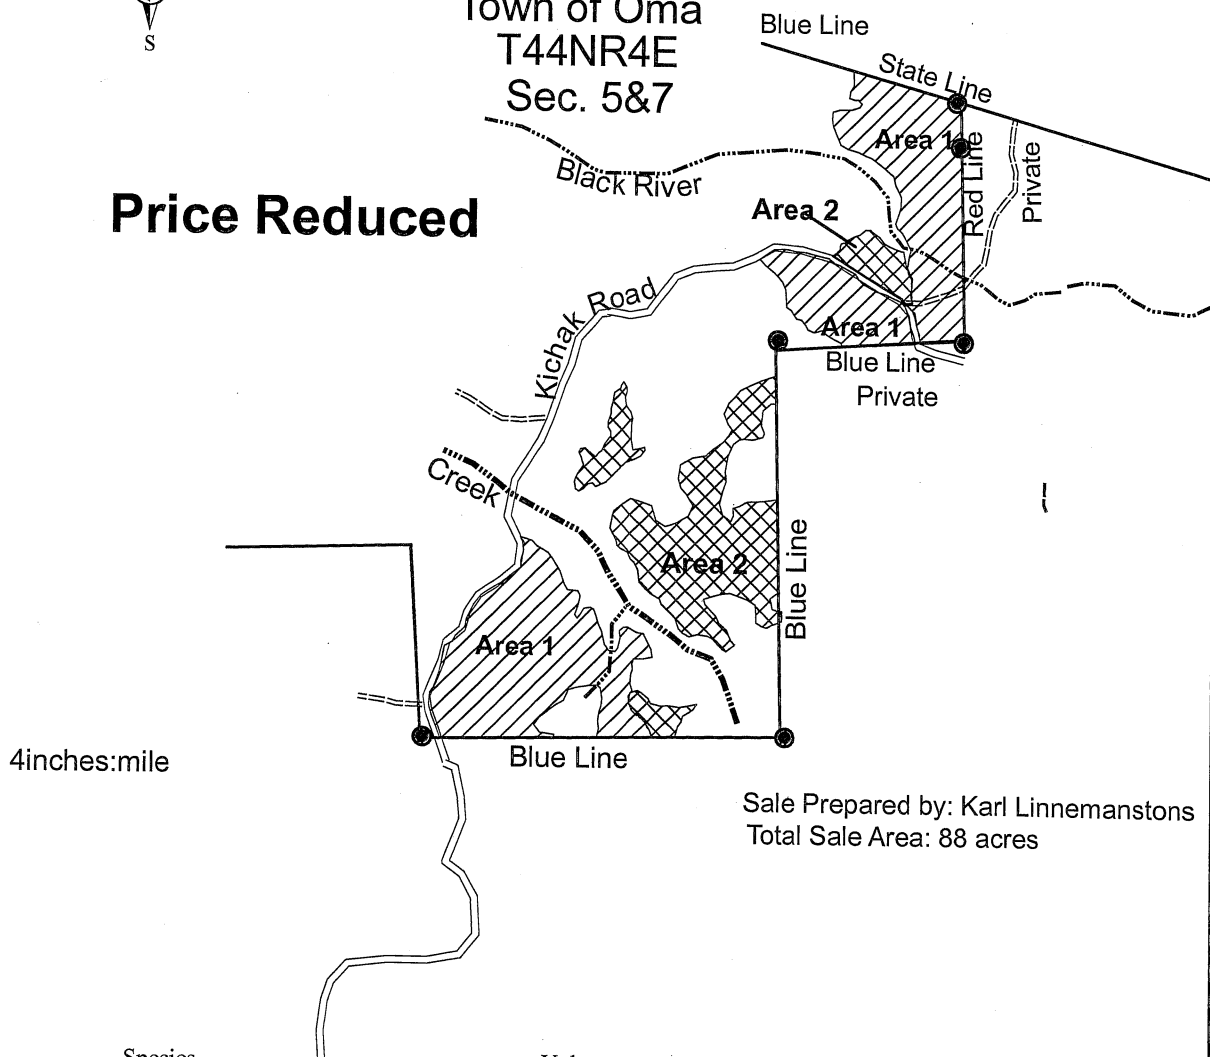 Town of Oma
T44NR4E
Sec. 5&7
S
Blue Line
State Line
Area 1
Red Line
Private
Black River
Price Reduced
Area 2
Kichak Road
Area 1
Blue Line
Private
Creek
Area 2
Blue Line
Area 1
Blue Line
4inches:mile
Sale Prepared by: Karl Linnemanstons
Total Sale Area: 88 acres
Species